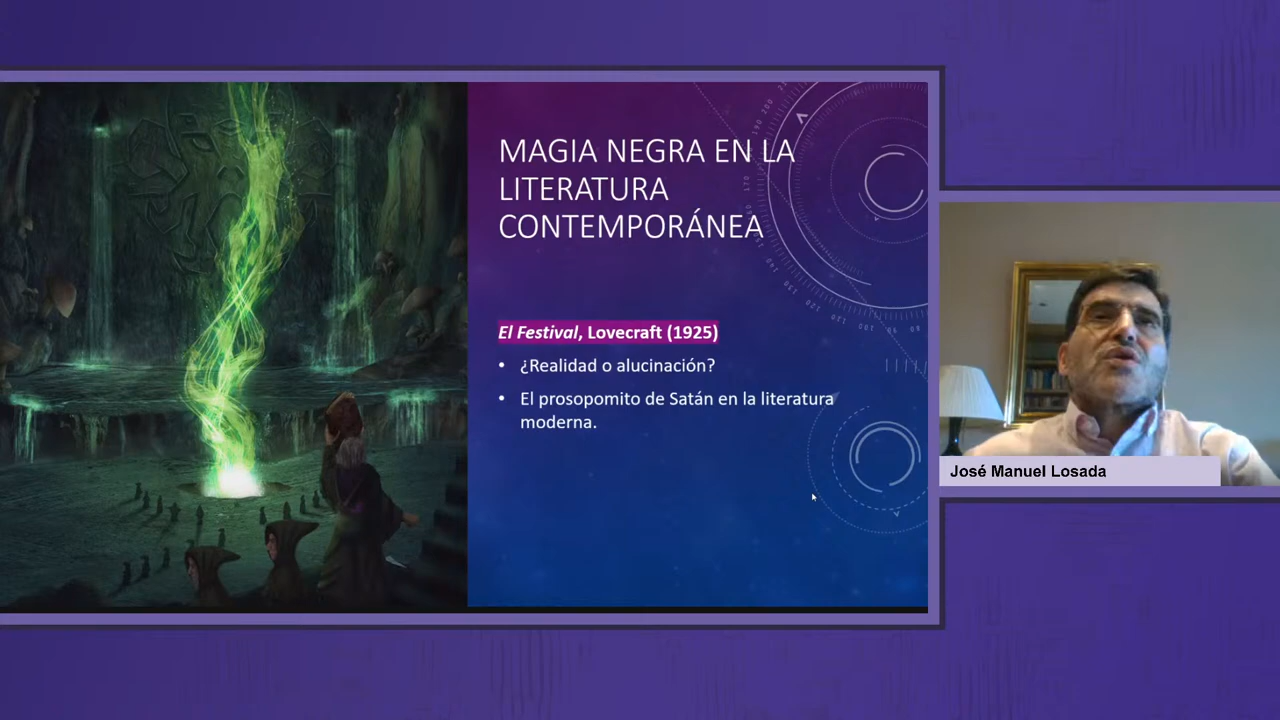 MAGIA NEGRA EN LA
LITERATURA
CONTEMPORÁNEA
El Festival, Lovecraft (1925)
• ¿Realidad o alucinación?
• El prosopomito de Satán en la literatura
moderna.
José Manuel Losada